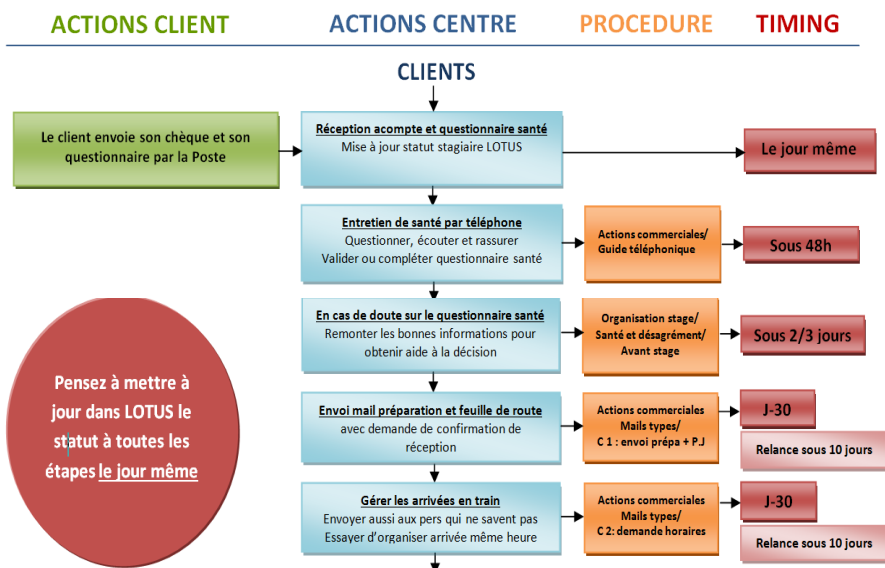 ACTIONS CLIENT
ACTIONS CENTRE
PROCEDURE
TIMING
CLIENTS
Le client envoie son chèque et son
questionnaire par la Poste
Réception acompte et questionnaire santé
Mise à jour statut stagiaire LOTUS
Le jour même
Entretien de santé par téléphone
Questionner, écouter et rassurer
Valider ou compléter questionnaire santé
Actions commerciales/
Guide téléphonique
Sous 48h
En cas de doute sur le questionnaire santé
Remonter les bonnes informations pour
obtenir aide à la décision
Organisation stage/
Santé et désagrément/
Avant stage
Sous 2/3 jours
Pensez à mettre à
jour dans LOTUS le
statut à toutes les
étapes le jour même
Envoi mail préparation et feuille de route
avec demande de confirmation de
réception
Actions commerciales
Mails types/
C 1 : envoi prépa + P.J
J-30
Relance sous 10 jours
Gérer les arrivées en train
Envoyer aussi aux pers qui ne savent pas
Essayer d'organiser arrivée même heure
Actions commerciales
Mails types/
C 2: demande horaires
J-30
Relance sous 10 jours